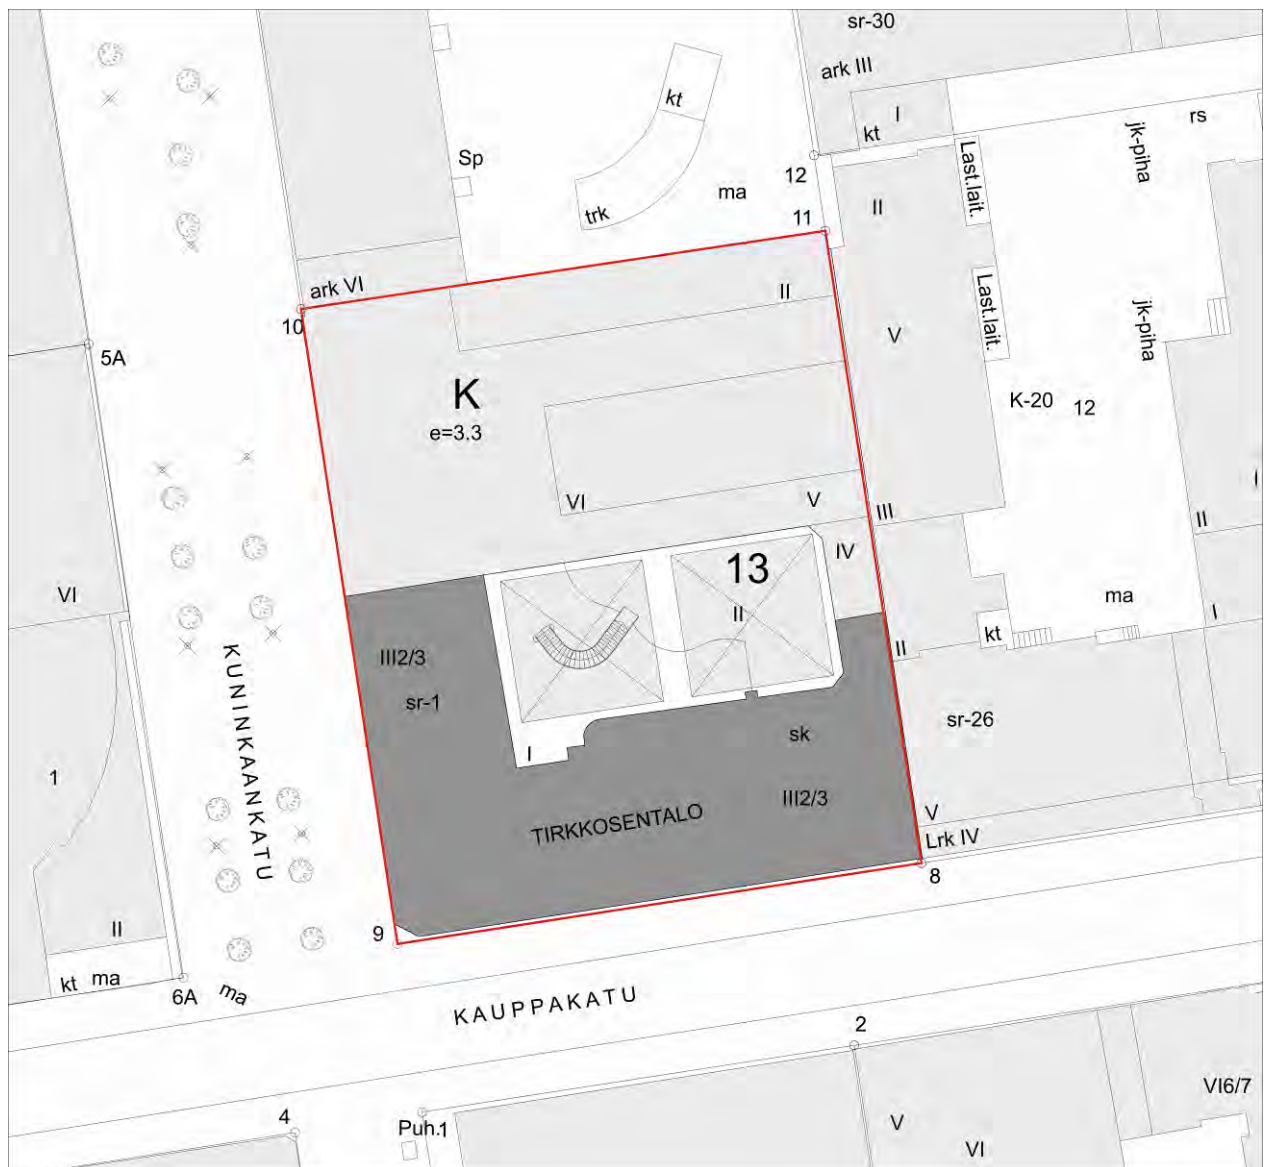 sr-30
ark III
kt
I
kt
rs
jk-piha
Last.lait.
Sp
12
ma
II
trk
11
ark VI
II
10
Last.lait.
jk-piha
5A
V
K
K-20 12
e=3.3
I
VI
V
III
II
IV
13
VI
II
ma
I
kt
III2/3
II
KUNINKAANKATU
sr-1
sr-26
sk
I
1
III2/3
TIRKKOSENTALO
V
Lrk IV
8
II
9
kt ma
6A
ma
KAUPPAKATU
2
VI6/7
4
Puh.1
V
VI